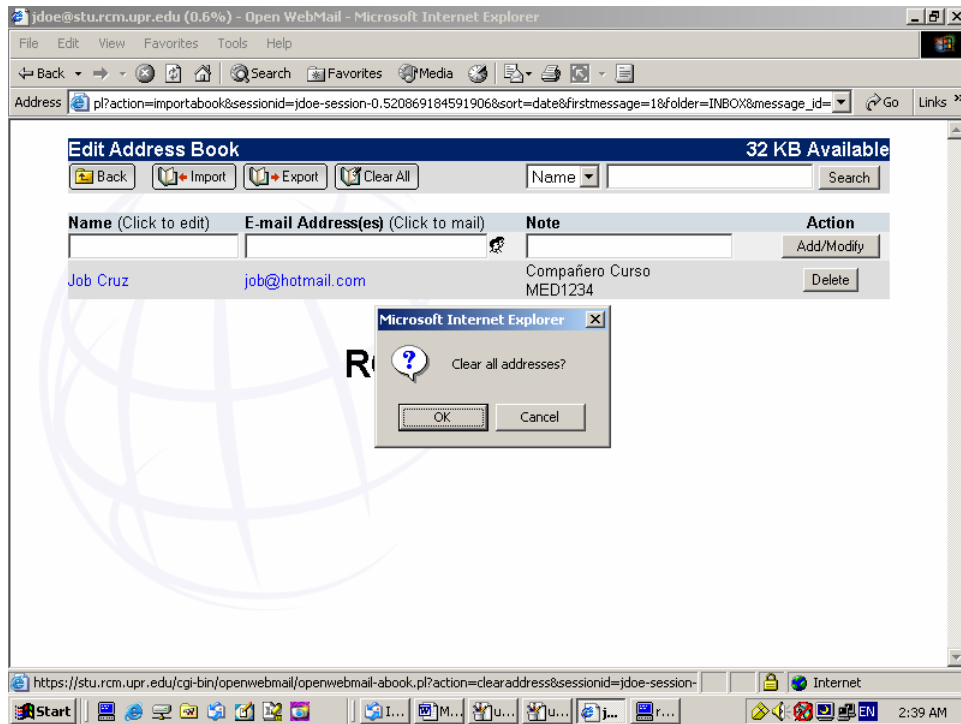 jdoe@stu.rcm.upr.edu (0.6%) - Open WebMail - Microsoft Internet Explorer
File Edit View Favorites Tools Help
Back Search Favorites Media
Address pl?action=importabook&sessionid=jdoe-session-0.520869184591906&sort=date&firstmessage=1&folder=INBOX&message_id= Go Links »
Edit Address Book 32 KB Available
Back Import Export Clear All Name Search
Name (Click to edit) E-mail Address(es) (Click to mail) Note Action
Add/Modify
Job Cruz job@hotmail.com Compañero Curso MED1234 Delete
Microsoft Internet Explorer
Clear all addresses?
OK Cancel
https://stu.rcm.upr.edu/cgi-bin/openwebmail/openwebmail-abook.pl?action=clearaddress&sessionid=jdoe-session- Internet
Start I... M... u... u... j... r... EN 2:39 AM